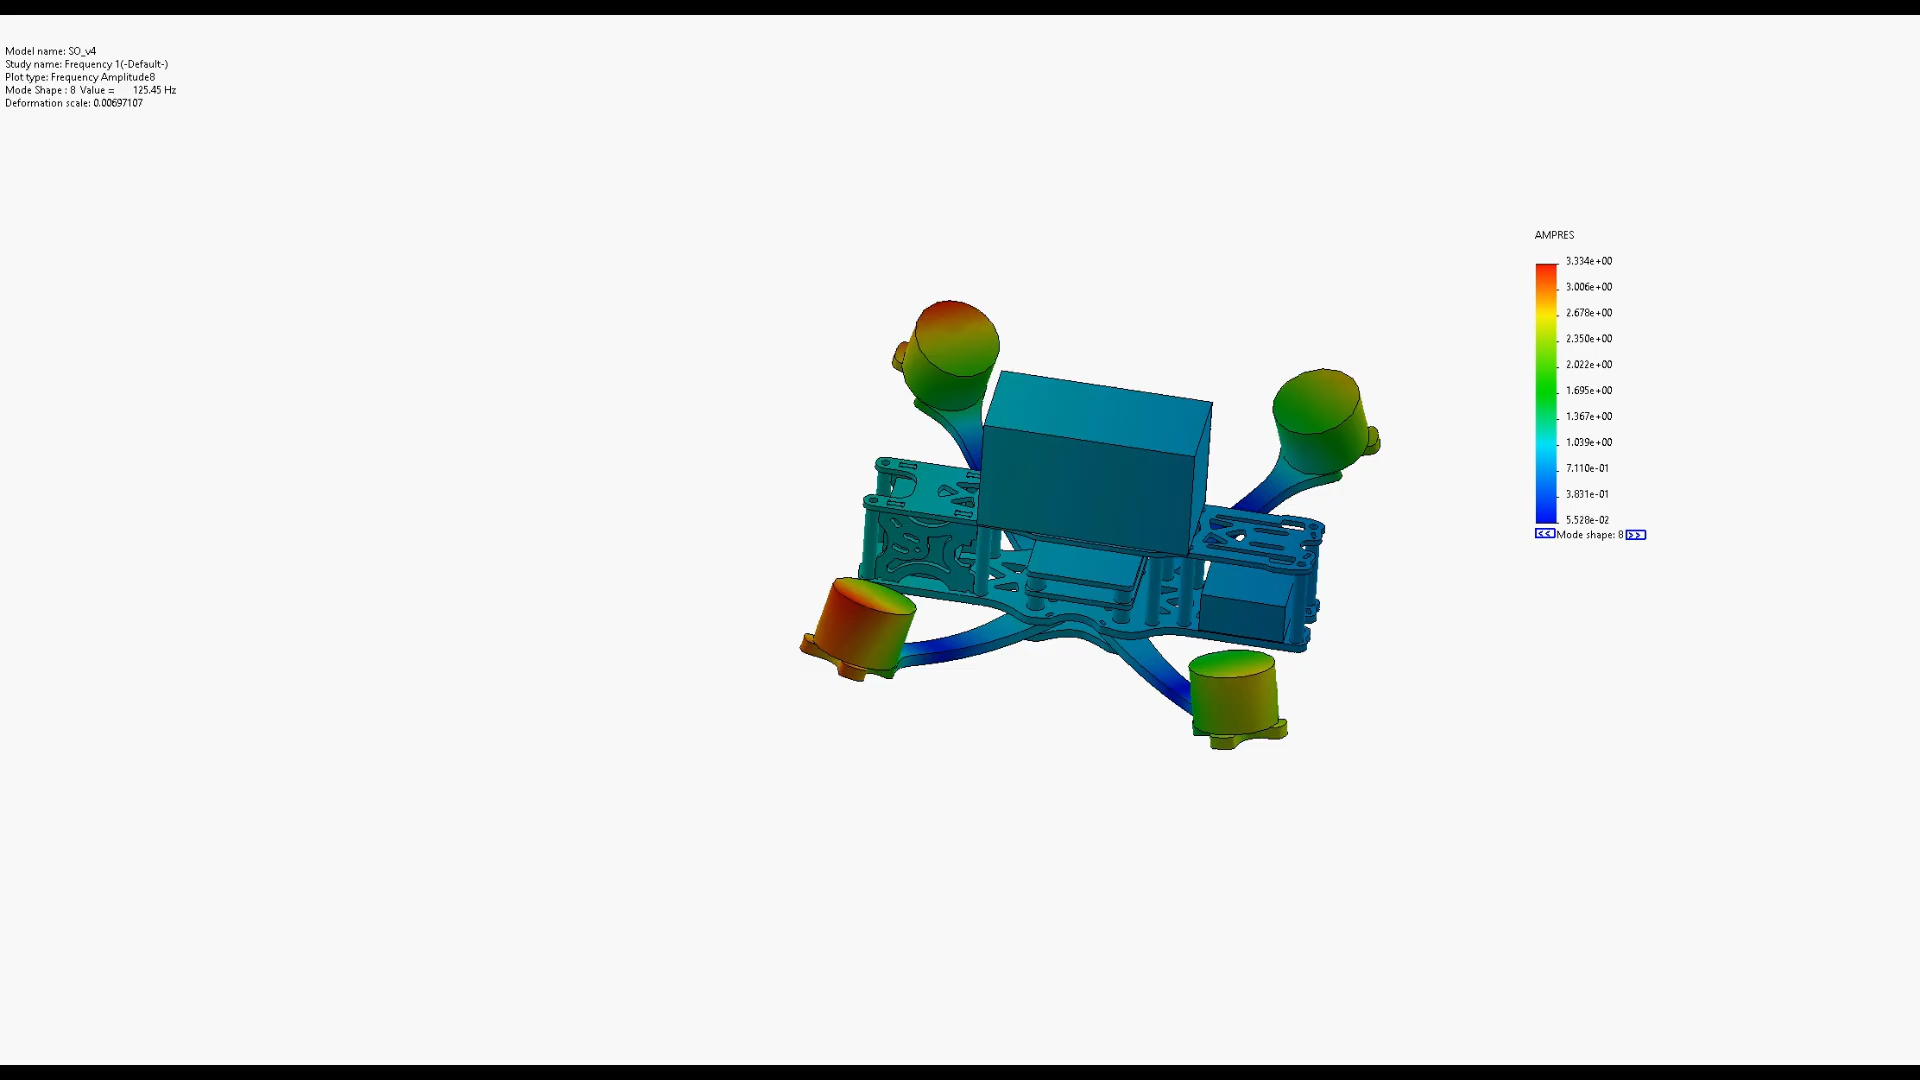 Model name: SO_v4
Study name: Frequency 1(-Default-)
Plot type: Frequency Amplitude8
Mode Shape : 8 Value = 125.45 Hz
Deformation scale: 0.00697107
AMPRES
3.334e+00
3.006e+00
2.678e+00
2.350e+00
2.022e+00
1.695e+00
1.367e+00
1.039e+00
7.110e-01
3.831e-01
5.528e-02
<< Mode shape: 8 >>